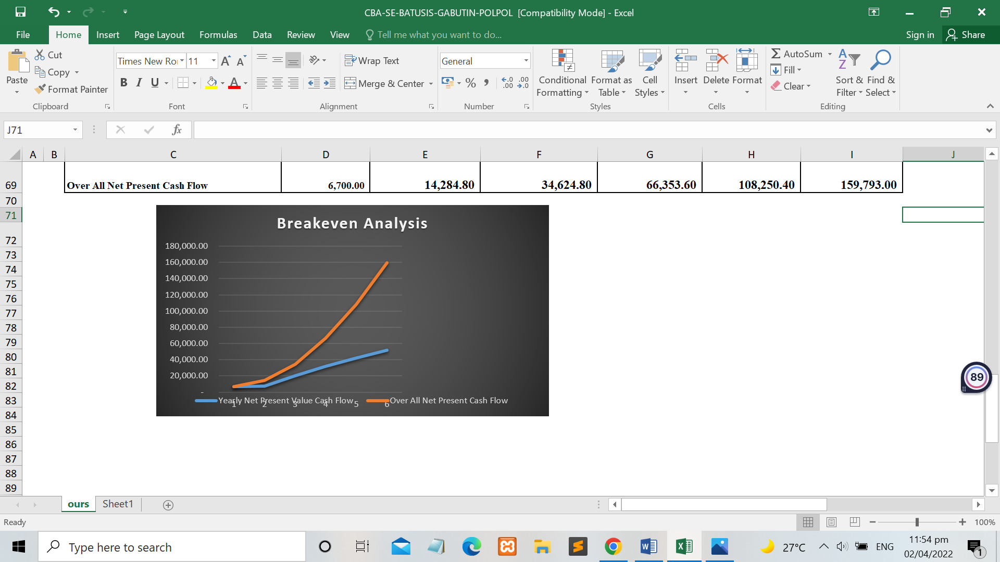 CBA-SE-BATUSIS-GABUTIN-POLPOL [Compatibility Mode] - Excel
File Home Insert Page Layout Formulas Data Review View Tell me what you want to do... Sign in Share
Paste Cut Copy Format Painter Clipboard
Times New Ro 11 Font
Wrap Text Merge & Center Alignment
General Number
Conditional Formatting Format as Table Cell Styles Styles
Insert Delete Format Cells
AutoSum Fill Clear Sort & Filter Find & Select Editing
J71 fx
A B C D E F G H I J
69 Over All Net Present Cash Flow 6,700.00 14,284.80 34,624.80 66,353.60 108,250.40 159,793.00
70
71
72
73
74
75
76
77
78
79
80
81
82
83
84
85
86
87
88
89
Breakeven Analysis
180,000.00
160,000.00
140,000.00
120,000.00
100,000.00
80,000.00
60,000.00
40,000.00
20,000.00
-
1 2 3 4 5 6
Yearly Net Present Value Cash Flow Over All Net Present Cash Flow
89
ours Sheet1
Ready 100%
Type here to search 27°C ENG 11:54 pm
02/04/2022 1